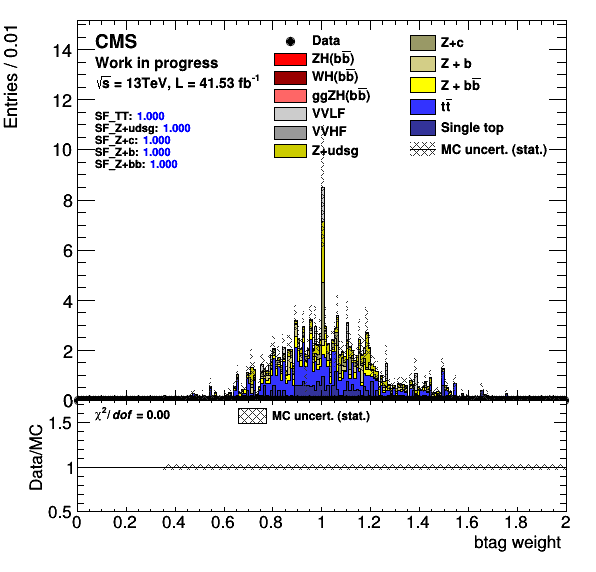 CMS
Work in progress
√s = 13TeV, L = 41.53 fb⁻¹
SF_TT: 1.000
SF_Z+udsg: 1.000
SF_Z+c: 1.000
SF_Z+b: 1.000
SF_Z+bb: 1.000
Data
ZH(bb̅)
WH(bb̅)
ggZH(bb̅)
VVLF
VVHF
Z+udsg
Z+c
Z + b
Z + bb̅
tt̅
Single top
MC uncert. (stat.)
Entries / 0.01
14
12
10
8
6
4
2
0
χ²/dof = 0.00
MC uncert. (stat.)
Data/MC
1.5
1
0.5
0 0.2 0.4 0.6 0.8 1 1.2 1.4 1.6 1.8 2
btag weight